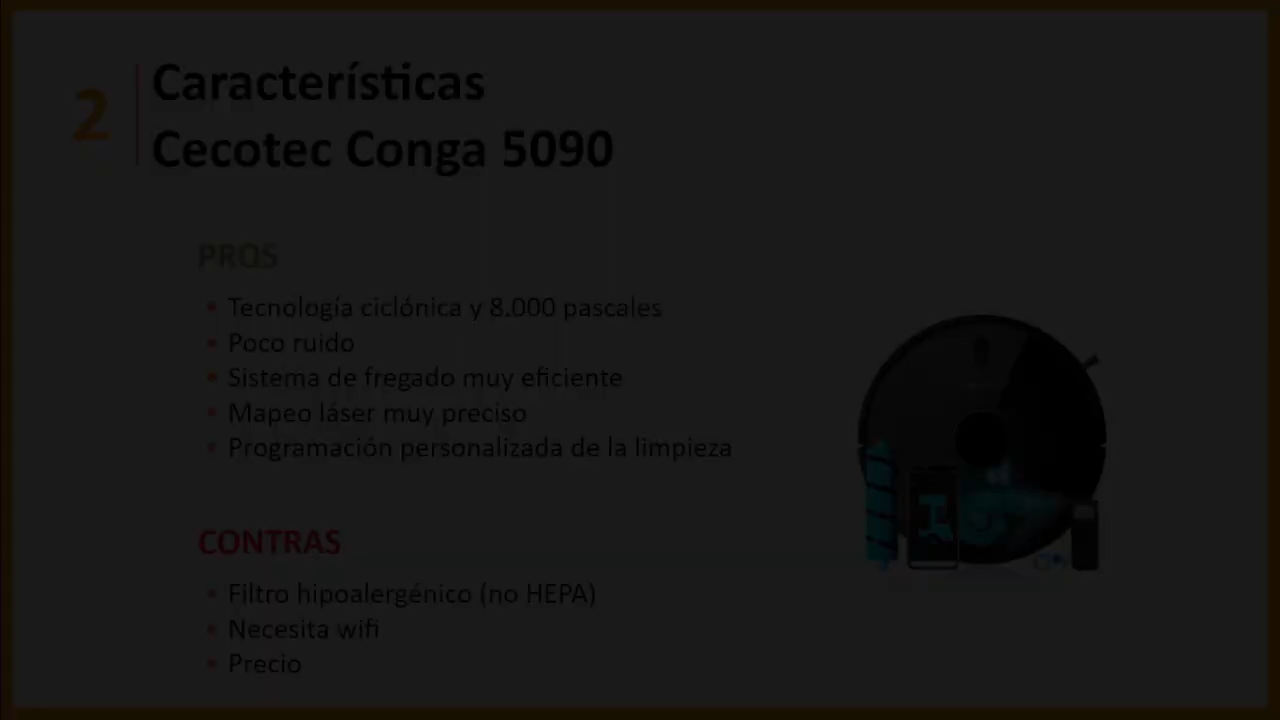 2
Características
Cecotec Conga 5090
PROS
• Tecnología ciclónica y 8.000 pascales
• Poco ruido
• Sistema de fregado muy eficiente
• Mapeo láser muy preciso
• Programación personalizada de la limpieza
CONTRAS
• Filtro hipoalergénico (no HEPA)
• Necesita wifi
• Precio